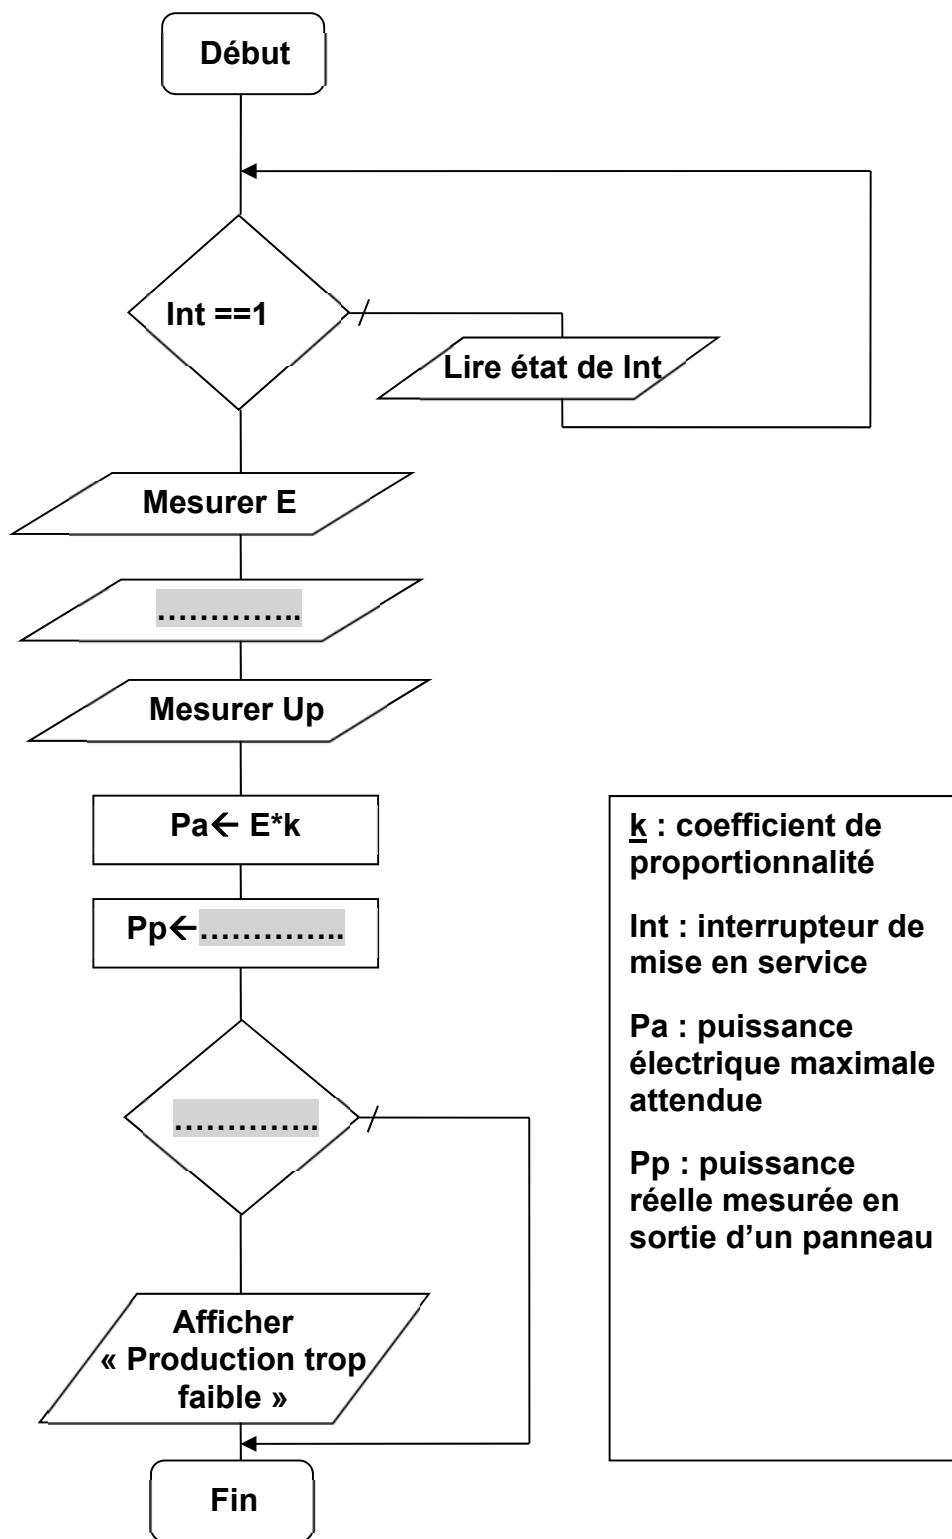 Début
Int ==1
Lire état de Int
Mesurer E
…………..
Mesurer Up
Pa← E*k
Pp←…………..
…………..
Afficher
« Production trop
faible »
Fin
k : coefficient de
proportionnalité
Int : interrupteur de
mise en service
Pa : puissance
électrique maximale
attendue
Pp : puissance
réelle mesurée en
sortie d’un panneau